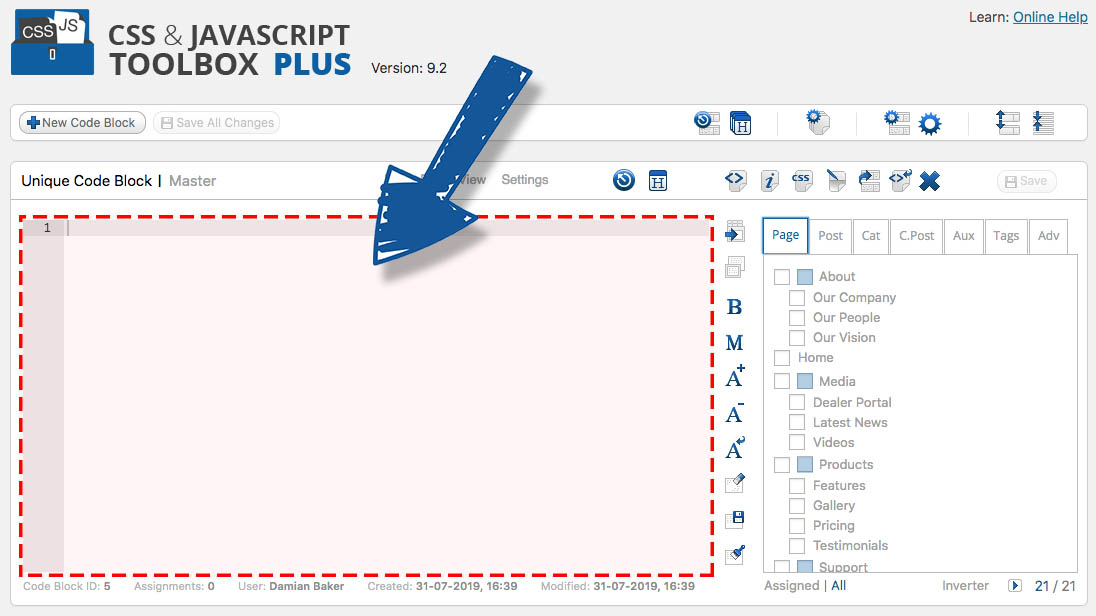 Learn: Online Help
CSS JS
CSS & JAVASCRIPT
TOOLBOX PLUS Version: 9.2
New Code Block Save All Changes
H
Unique Code Block | Master View Settings
H i css Save
1
Page Post Cat C.Post Aux Tags Adv
About
Our Company
Our People
Our Vision
Home
Media
Dealer Portal
Latest News
Videos
Products
Features
Gallery
Pricing
Testimonials
Support
B
M
A+
A-
A
Code Block ID: 5 Assignments: 0 User: Damian Baker Created: 31-07-2019, 16:39 Modified: 31-07-2019, 16:39
Assigned | All Inverter 21 / 21